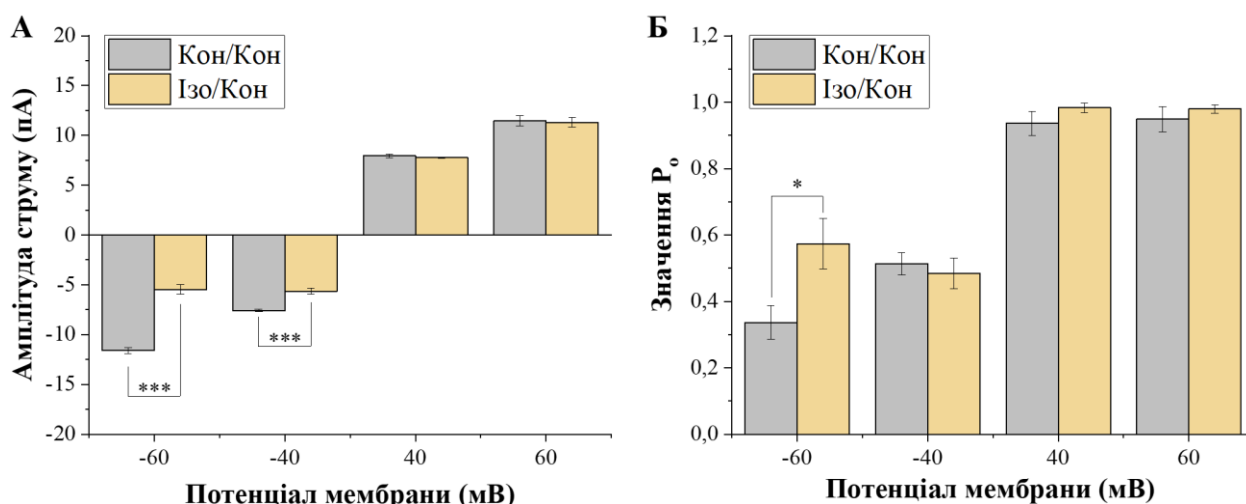 А
Амплітуда струму (пА)
20
15
10
5
0
-5
-10
-15
-20
Кон/Кон
Ізо/Кон
***
***
-60
-40
40
60
Потенціал мембрани (мВ)
Б
Значення Pₒ
1,2
1,0
0,8
0,6
0,4
0,2
0,0
Кон/Кон
Ізо/Кон
*
-60
-40
40
60
Потенціал мембрани (мВ)